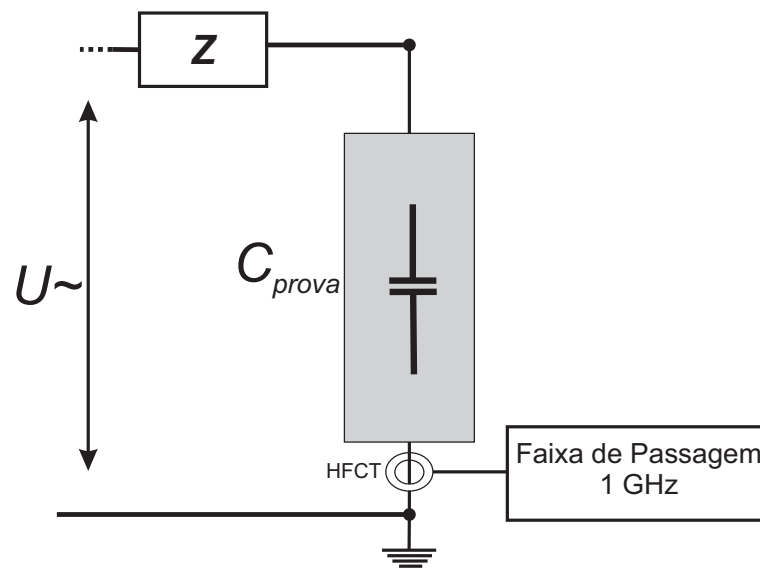 Z
U~
C prova
HFCT
Faixa de Passagem
1 GHz